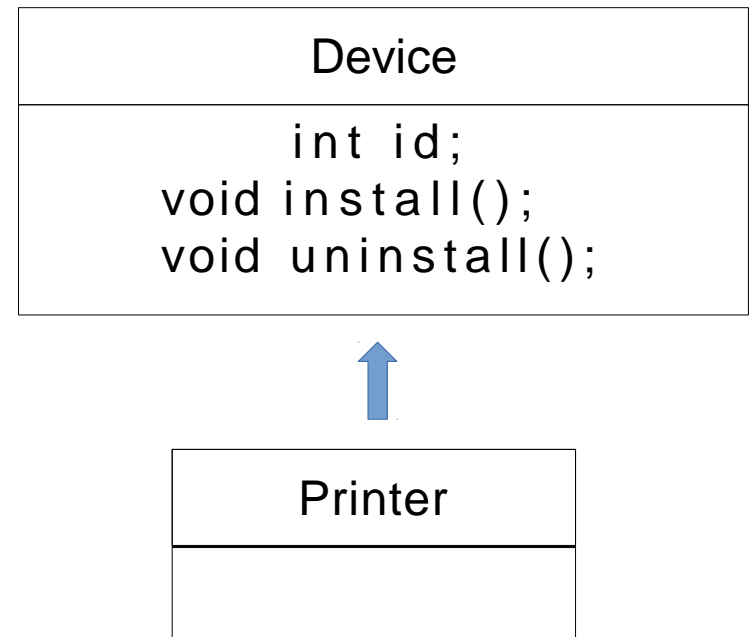 Device
int id;
void install();
void uninstall();
Printer